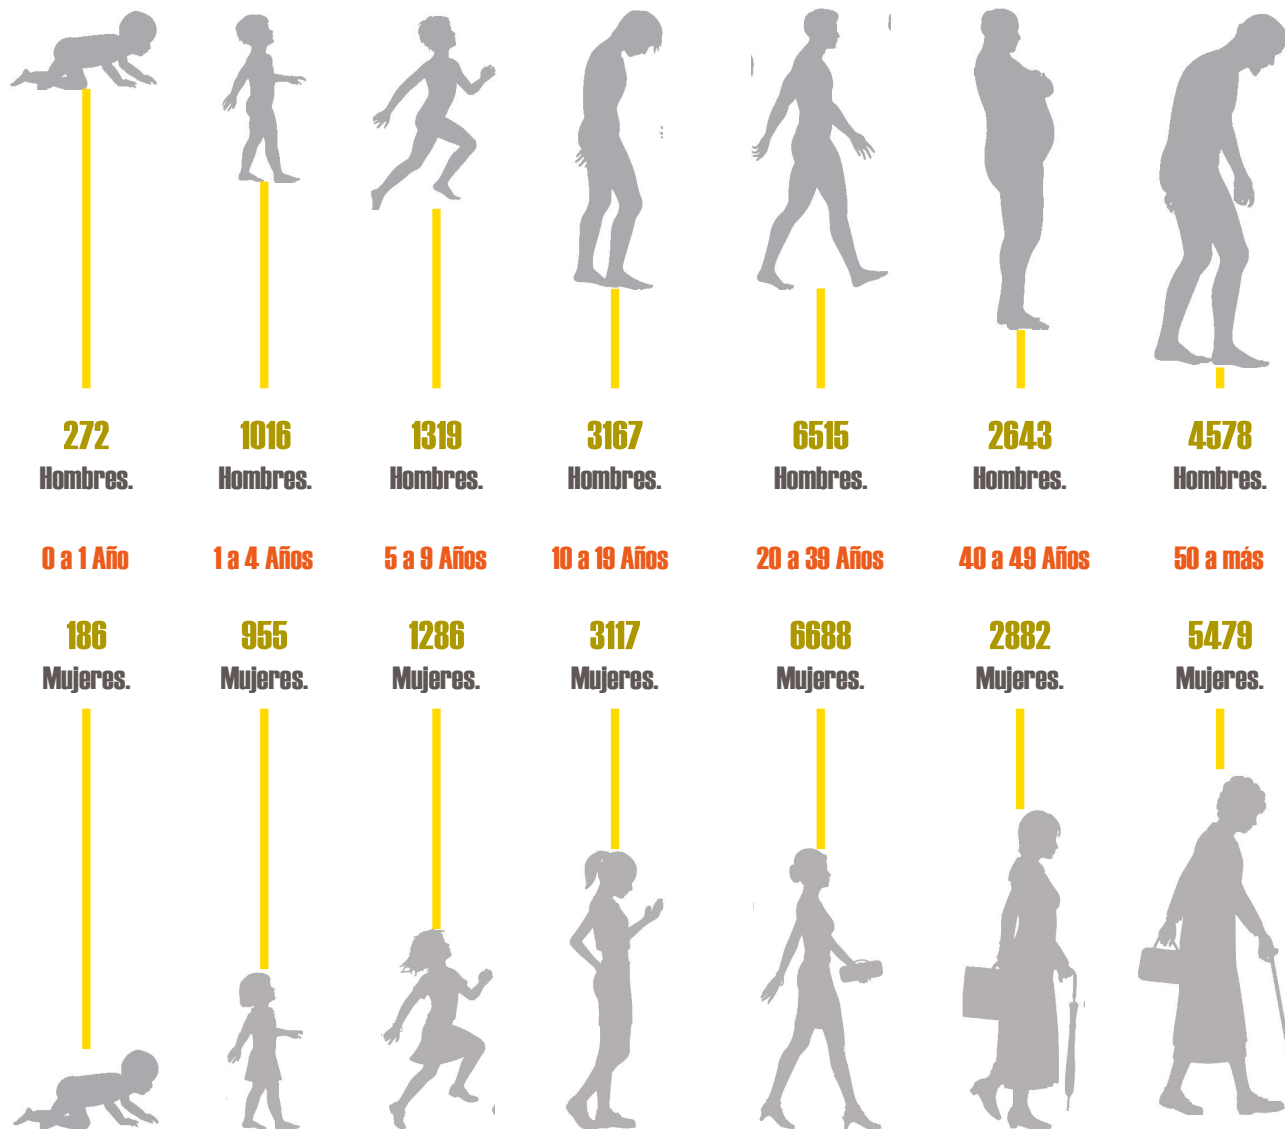 272
Hombres.
1016
Hombres.
1319
Hombres.
3167
Hombres.
6515
Hombres.
2643
Hombres.
4578
Hombres.
0 a 1 Año
1 a 4 Años
5 a 9 Años
10 a 19 Años
20 a 39 Años
40 a 49 Años
50 a más
186
Mujeres.
955
Mujeres.
1286
Mujeres.
3117
Mujeres.
6688
Mujeres.
2882
Mujeres.
5479
Mujeres.